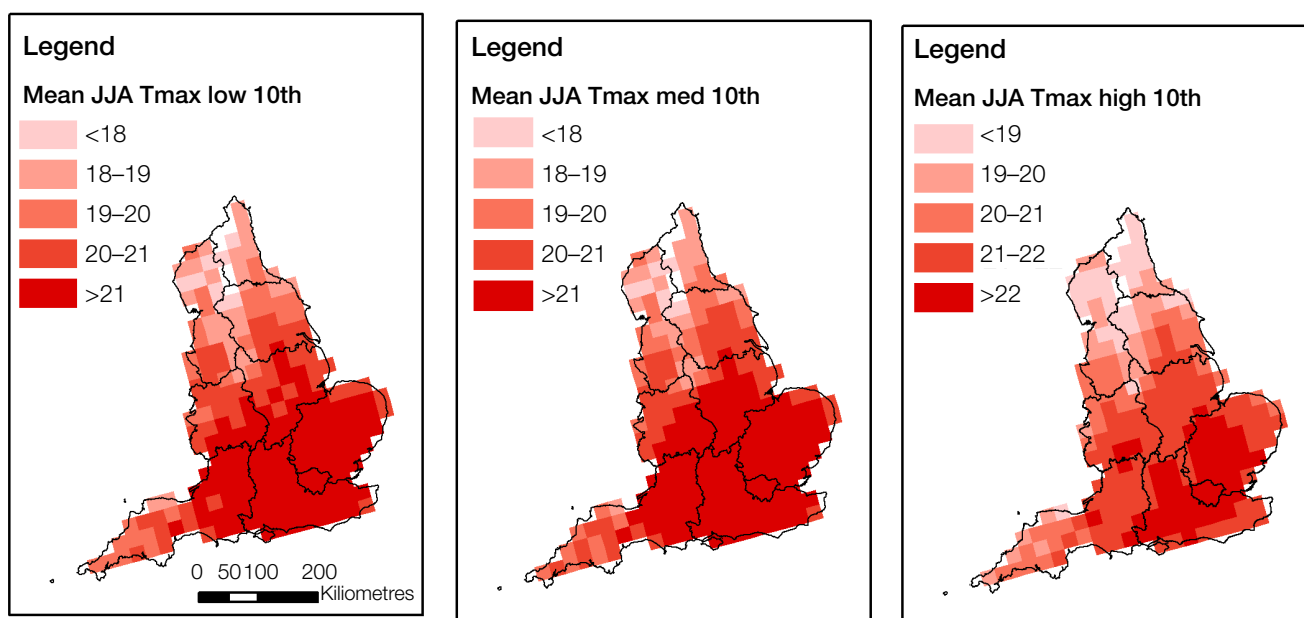 Legend
Mean JJA Tmax low 10th
<18
18–19
19–20
20–21
>21
0 50100 200
Kiliometres
Legend
Mean JJA Tmax med 10th
<18
18–19
19–20
20–21
>21
Legend
Mean JJA Tmax high 10th
<19
19–20
20–21
21–22
>22